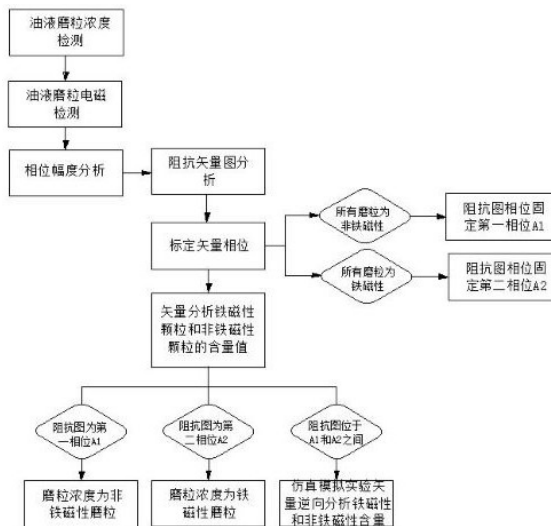 油液磨粒浓度
检测
油液磨粒电磁
检测
相位幅度分析
阻抗矢量图分
析
标定矢量相位
所有磨粒为
非铁磁性
阻抗图相位固
定第一相位A1
所有磨粒为
铁磁性
阻抗图相位固
定第二相位A2
矢量分析铁磁性
颗粒和非铁磁性
颗粒的含量值
阻抗图为第
一相位A1
阻抗图为第
二相位A2
阻抗图位于
A1和A2之间
磨粒浓度为非
铁磁性磨粒
磨粒浓度为铁
磁性磨粒
仿真模拟实验矢
量逆向分析铁磁性
和非铁磁性含量